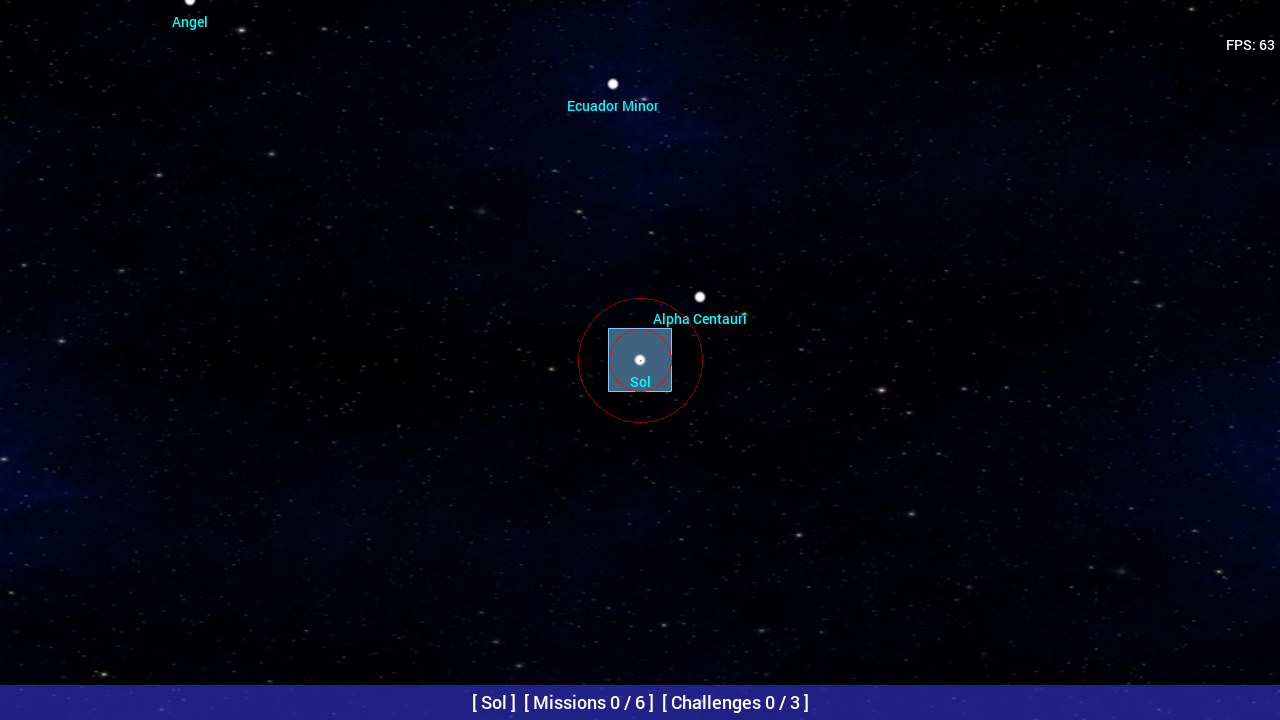 Angel
FPS: 63
Ecuador Minor
Alpha Centauri
Sol
[ Sol ] [ Missions 0 / 6 ] [ Challenges 0 / 3 ]